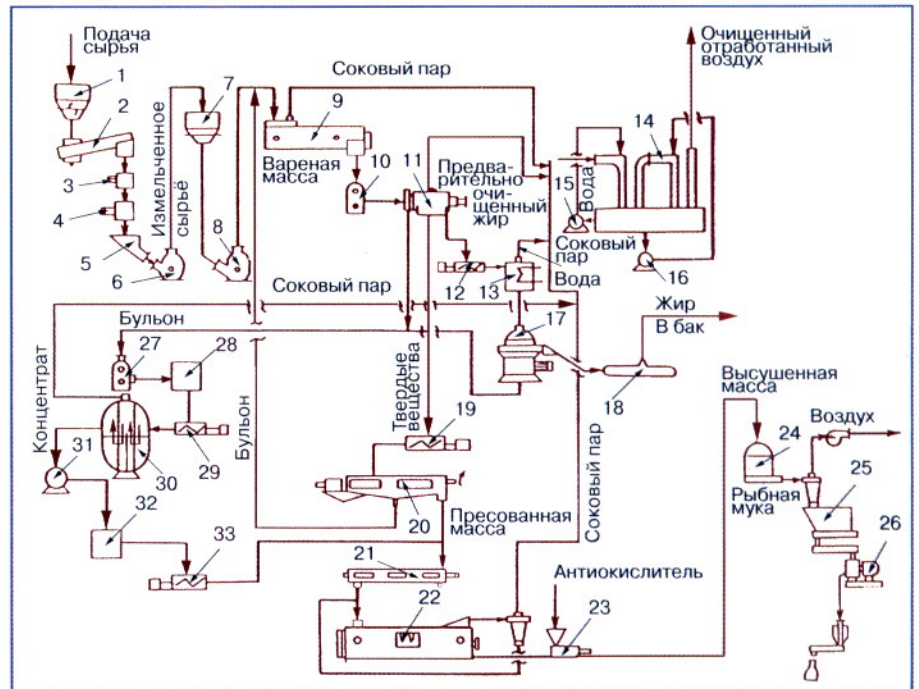 Подача
сырья
1
2
3
4
5
6
Измельченное
сырьё
7
8
Соковый пар
9
Вареная
масса
10
11
Предва-
рительно
очи-
щенный
жир
12
13
Соковый
пар
Вода
Вода
14
15
16
Очищенный
отработанный
воздух
Соковый пар
Бульон
17
Жир
В бак
18
27
28
Концентрат
29
30
31
32
33
Бульон
Твердые
вещества
19
20
Пресованная
масса
21
22
Соковый пар
Антиокислитель
23
Высушенная
масса
24
Рыбная
мука
Воздух
25
26